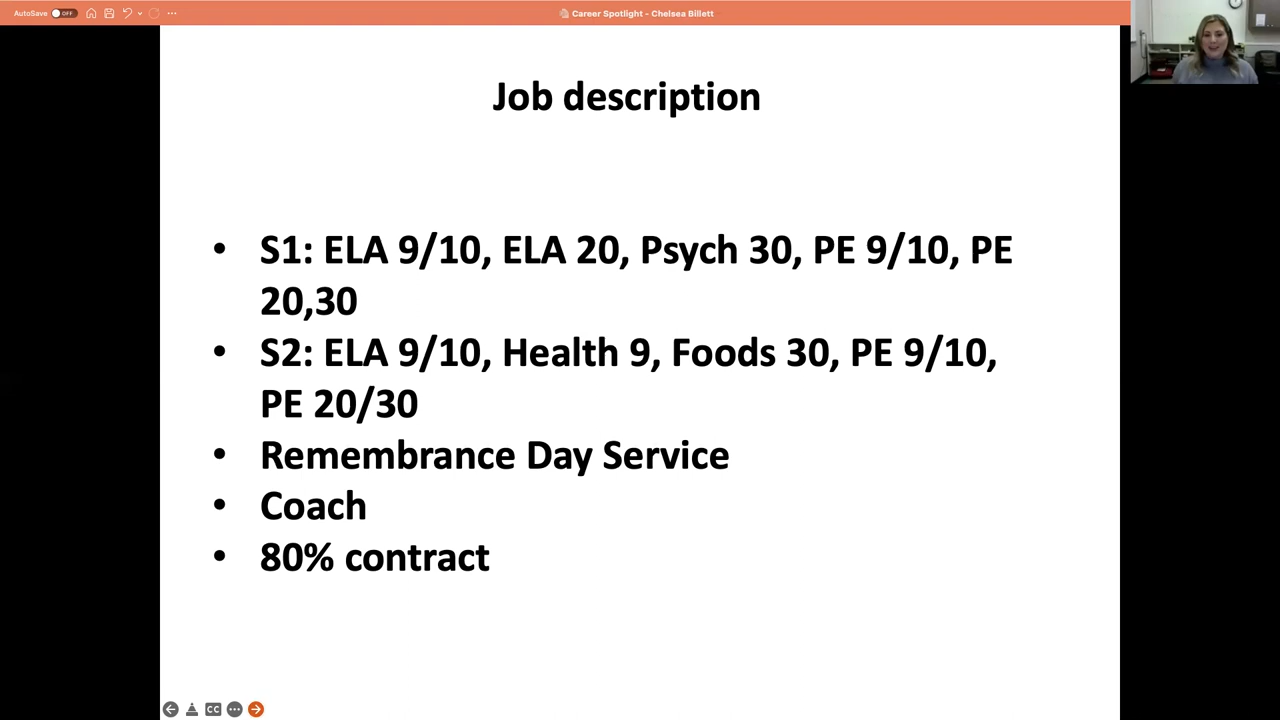 AutoSave OFF
Career Spotlight - Chelsea Billett
Job description
• S1: ELA 9/10, ELA 20, Psych 30, PE 9/10, PE
20,30
• S2: ELA 9/10, Health 9, Foods 30, PE 9/10,
PE 20/30
• Remembrance Day Service
• Coach
• 80% contract
CC